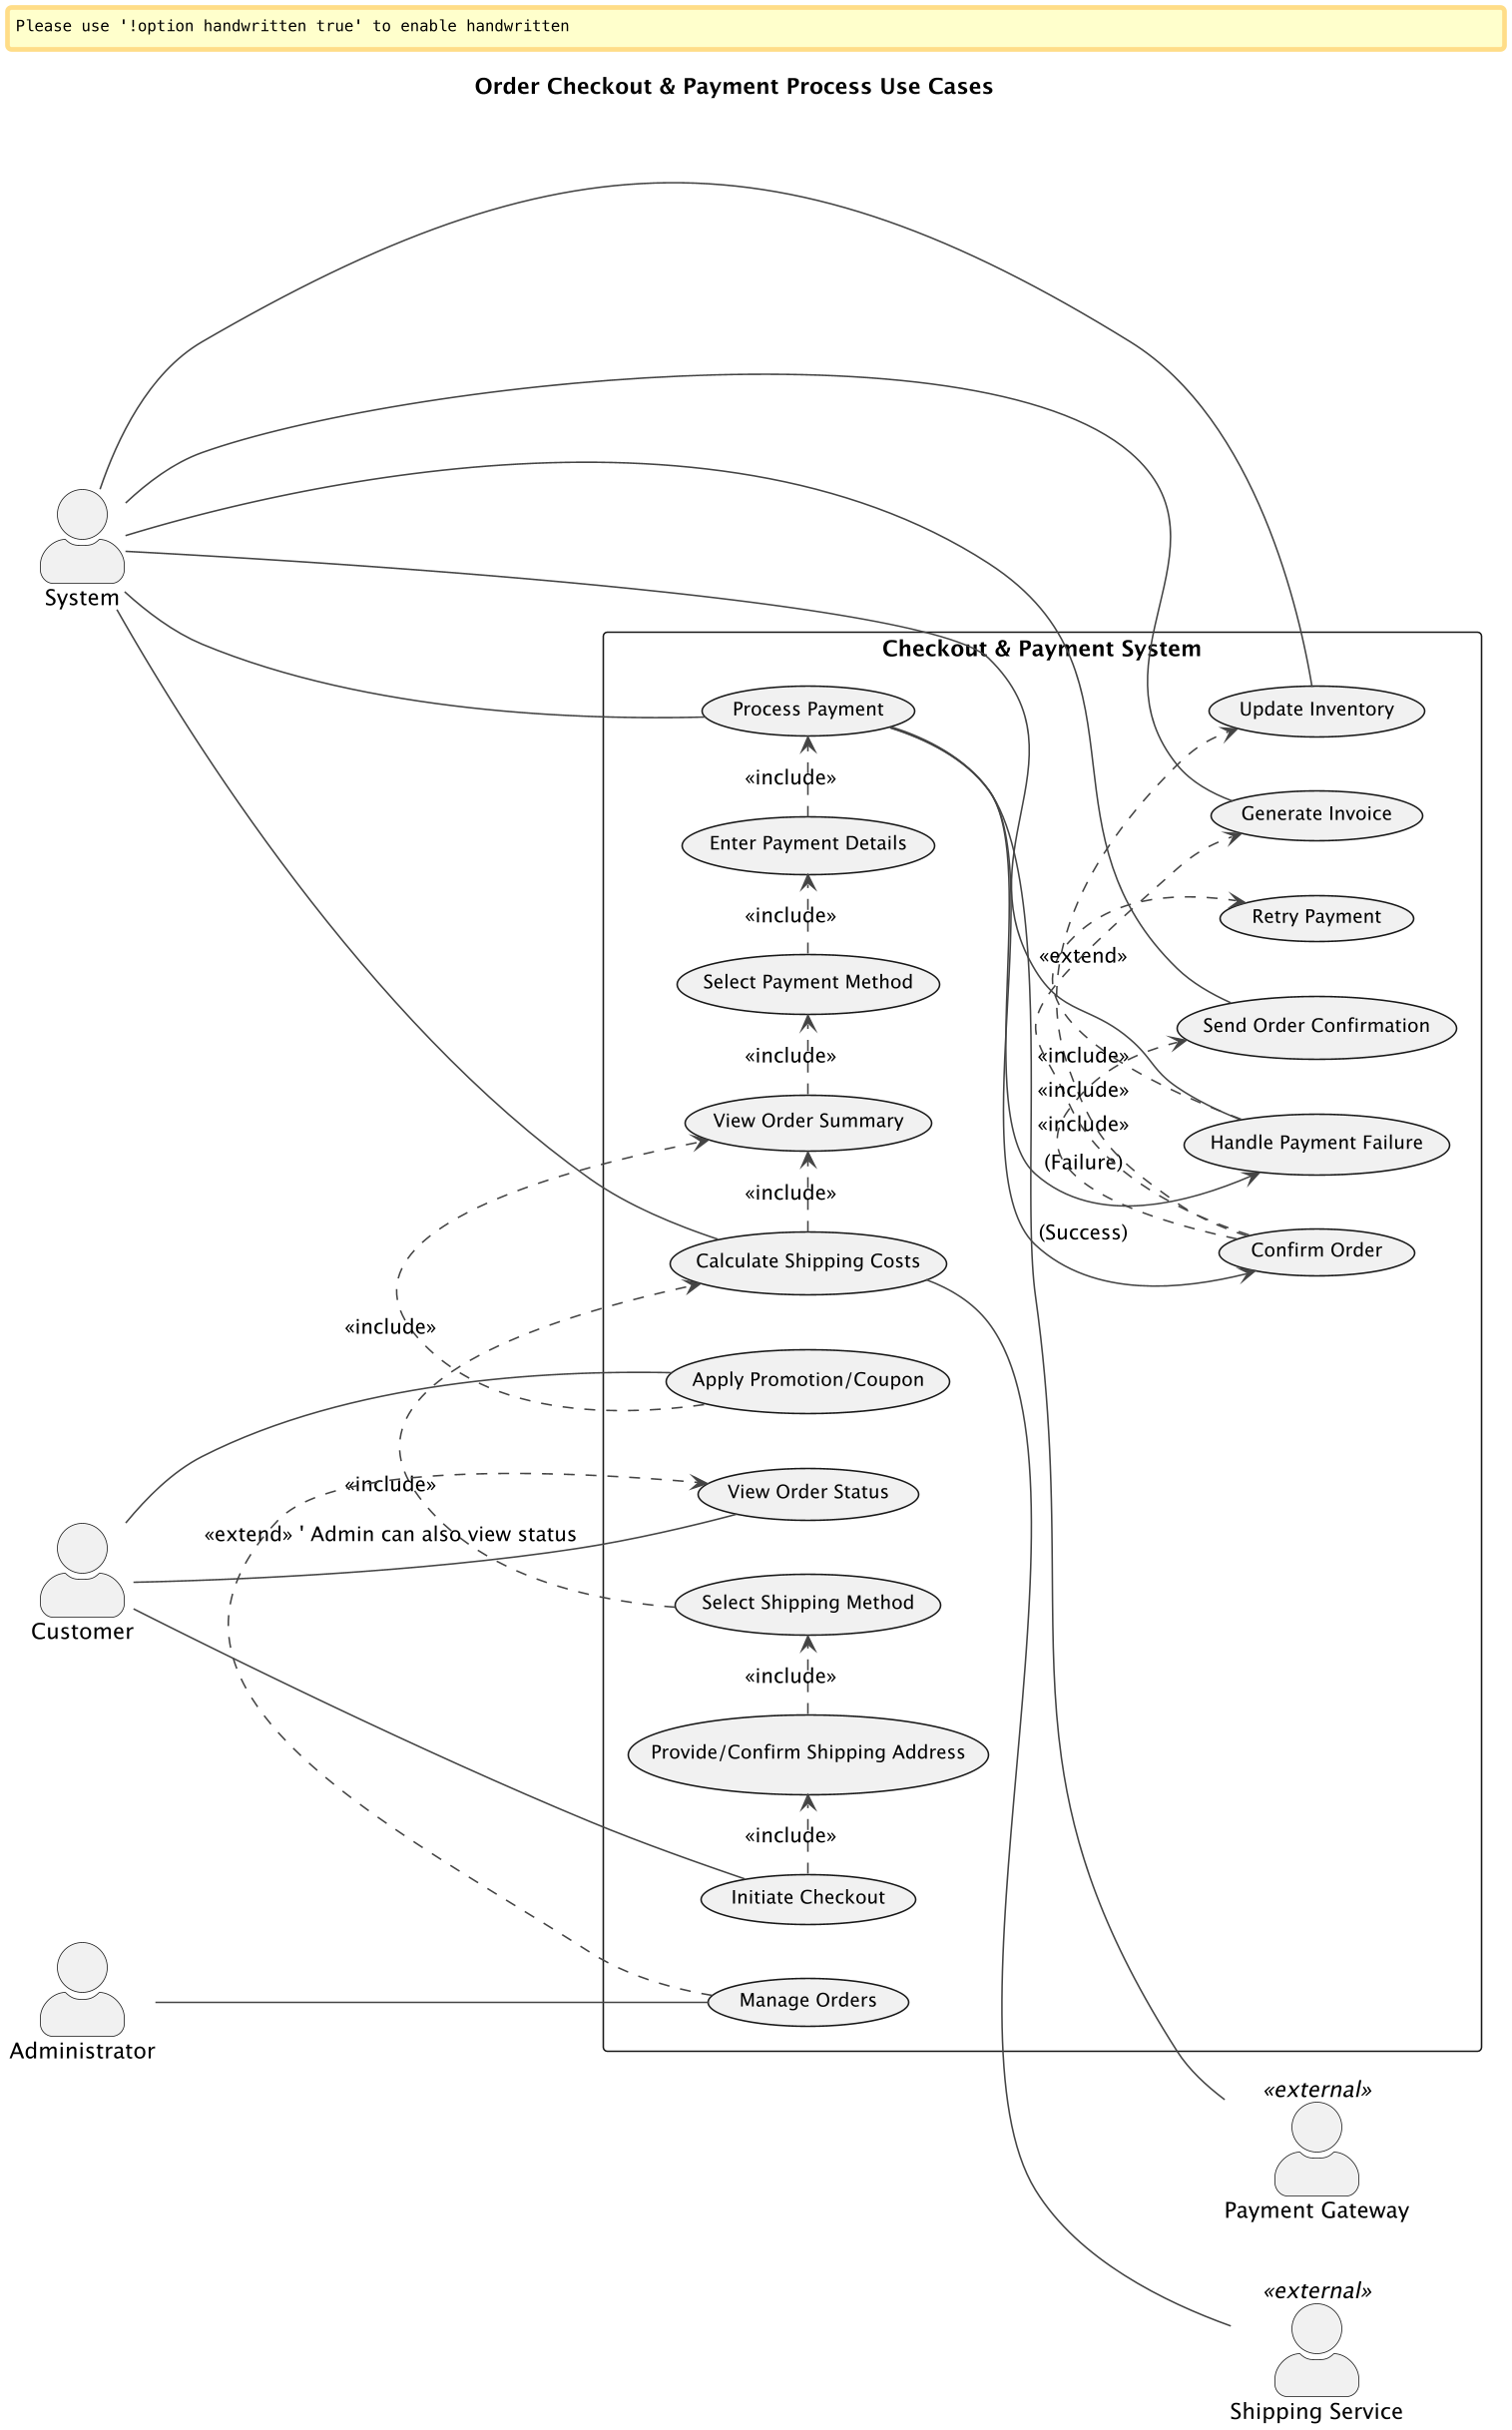 Please use '!option handwritten true' to enable handwritten
Order Checkout & Payment Process Use Cases
System
Checkout & Payment System
Process Payment
Update Inventory
«include»
Generate Invoice
Enter Payment Details
«include»
Retry Payment
«extend»
Select Payment Method
Send Order Confirmation
«include»
«include»
«include»
View Order Summary
«include»
Handle Payment Failure
(Failure)
«include»
(Success)
Confirm Order
Calculate Shipping Costs
«include»
Apply Promotion/Coupon
«include»
View Order Status
«extend» ' Admin can also view status
Customer
Select Shipping Method
«include»
Provide/Confirm Shipping Address
«include»
Initiate Checkout
Administrator
Manage Orders
«external»
Payment Gateway
«external»
Shipping Service